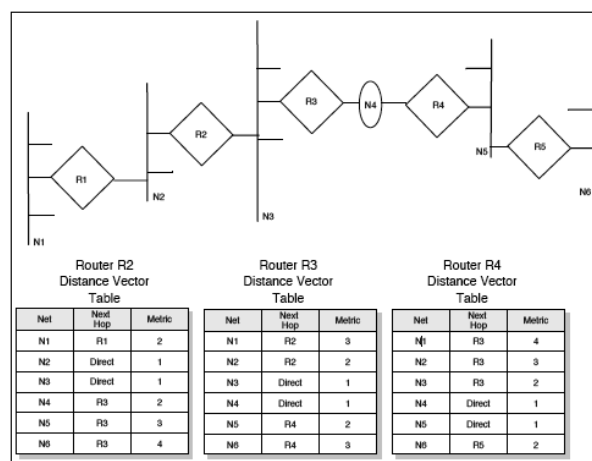 R3
N4
R4
R2
R5
N5
R1
N2
N6
N3
N1
Router R2
Distance Vector
Table
Net Next Hop Metric
N1 R1 2
N2 Direct 1
N3 Direct 1
N4 R3 2
N5 R3 3
N6 R3 4
Router R3
Distance Vector
Table
Net Next Hop Metric
N1 R2 3
N2 R2 2
N3 Direct 1
N4 Direct 1
N5 R4 2
N6 R4 3
Router R4
Distance Vector
Table
Net Next Hop Metric
N1 R3 4
N2 R3 3
N3 R3 2
N4 Direct 1
N5 Direct 1
N6 R5 2